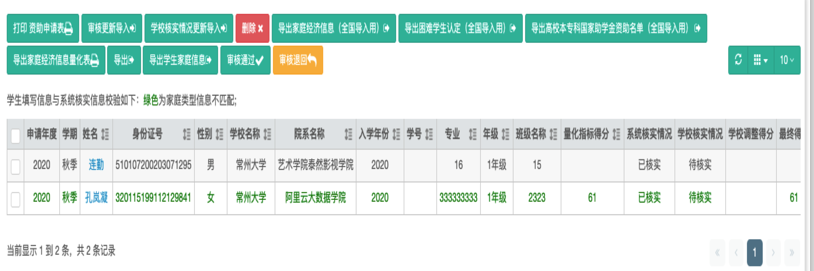 打印 资助申请表 审核更新导入 学校核实情况更新导入 删除 × 导出家庭经济信息（全国导入用） 导出困难学生认定（全国导入用） 导出高校本专科国家助学金资助名单（全国导入用）
导出家庭经济信息量化表 导出 导出学生家庭信息 审核通过 审核退回 10
学生填写信息与系统核实信息校验如下：绿色为家庭类型信息不匹配;
申请年度 学期 姓名 身份证号 性别 学校名称 院系名称 入学年份 学号 专业 年级 班级名称 量化指标得分 系统核实情况 学校核实情况 学校调整得分 最终得
2020 秋季 连勤 510107200203071295 男 常州大学 艺术学院泰然影视学院 2020 16 1年级 15 已核实 待核实
2020 秋季 孔岚凝 320115199112129841 女 常州大学 阿里云大数据学院 2020 333333333 1年级 2323 61 已核实 待核实 61
当前显示 1 到 2 条，共 2 条记录 « ‹ 1 › »